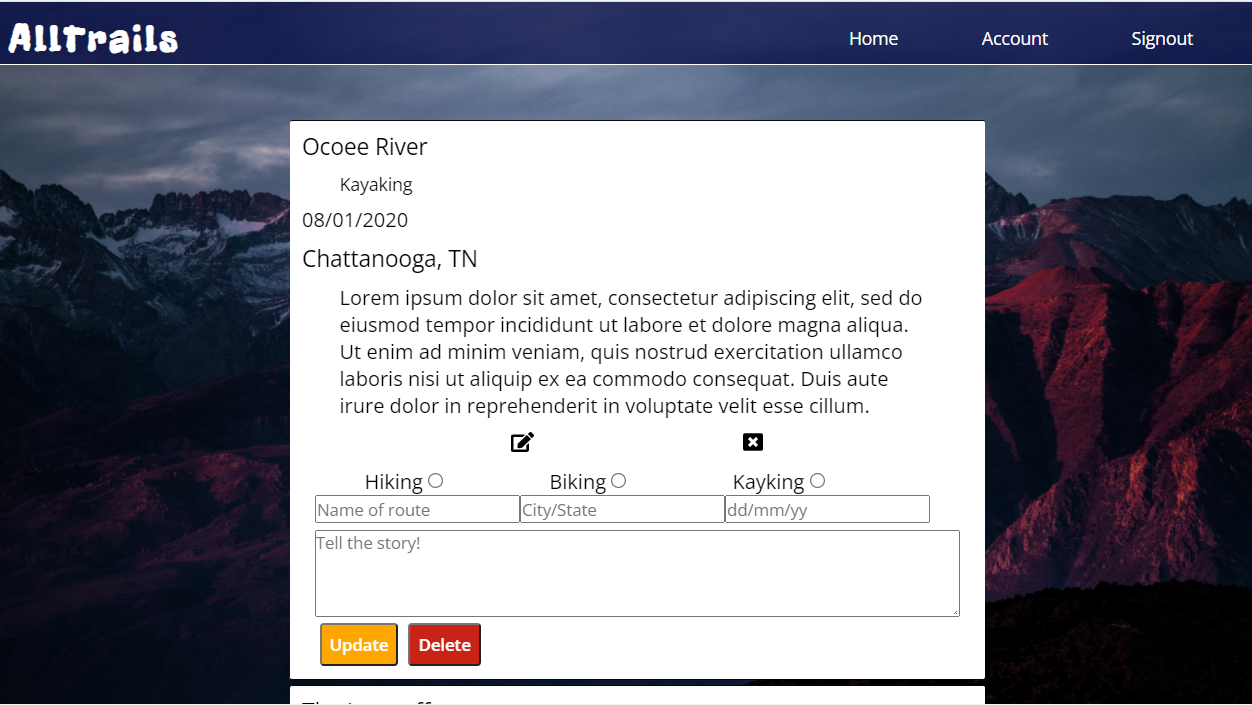 AllTrails
Home Account Signout
Ocoee River
Kayaking
08/01/2020
Chattanooga, TN
Lorem ipsum dolor sit amet, consectetur adipiscing elit, sed do
eiusmod tempor incididunt ut labore et dolore magna aliqua.
Ut enim ad minim veniam, quis nostrud exercitation ullamco
laboris nisi ut aliquip ex ea commodo consequat. Duis aute
irure dolor in reprehenderit in voluptate velit esse cillum.
Hiking Biking Kayking
Name of route City/State dd/mm/yy
Tell the story!
Update Delete